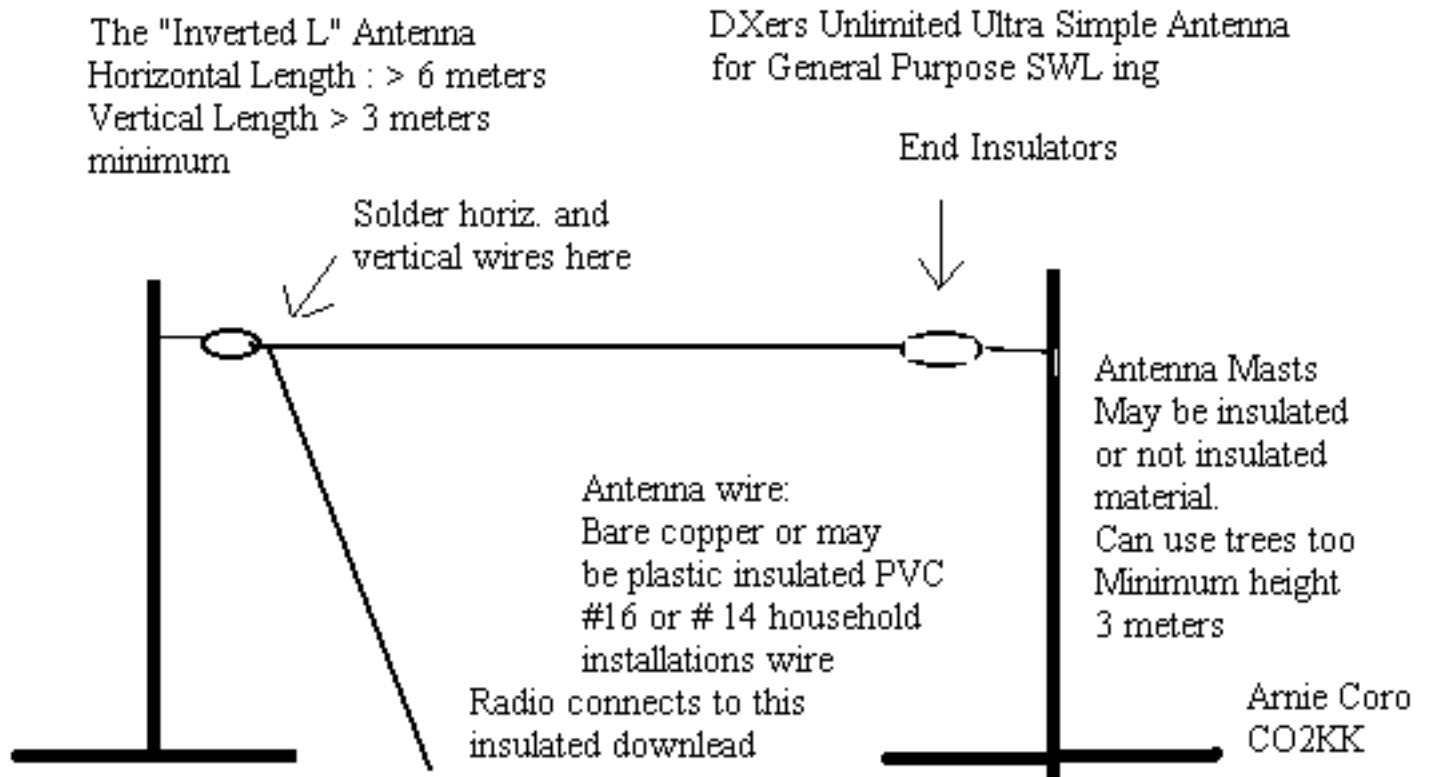 The "Inverted L" Antenna
Horizontal Length : > 6 meters
Vertical Length > 3 meters
minimum
DXers Unlimited Ultra Simple Antenna
for General Purpose SWL ing
End Insulators
Solder horiz. and
vertical wires here
Antenna Masts
May be insulated
or not insulated
material.
Can use trees too
Minimum height
3 meters
Antenna wire:
Bare copper or may
be plastic insulated PVC
#16 or # 14 household
installations wire
Radio connects to this
insulated downlead
Arnie Coro
CO2KK